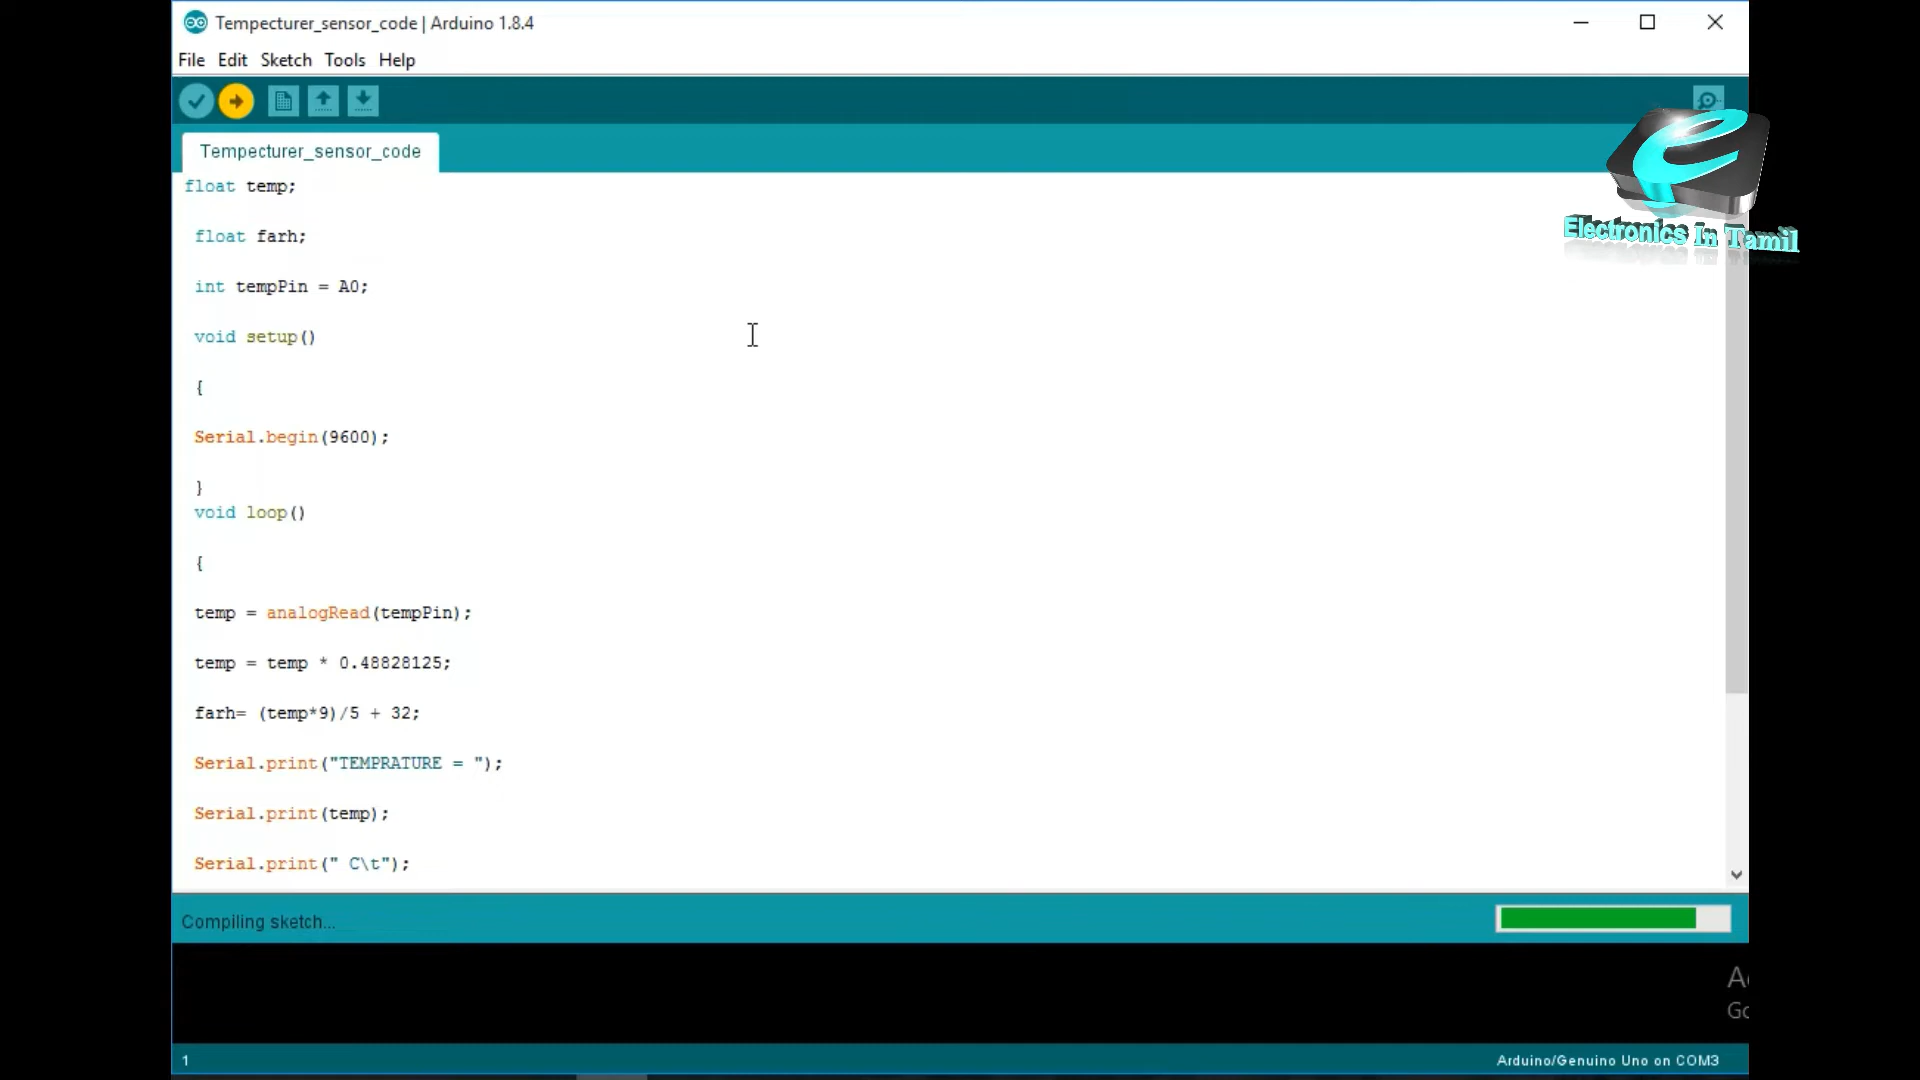 Tempecturer_sensor_code | Arduino 1.8.4
File Edit Sketch Tools Help
Electronics In Tamil
Tempecturer_sensor_code
float temp;
float farh;
int tempPin = A0;
void setup()
{
Serial.begin(9600);
}
void loop()
{
temp = analogRead(tempPin);
temp = temp * 0.48828125;
farh= (temp*9)/5 + 32;
Serial.print("TEMPRATURE = ");
Serial.print(temp);
Serial.print(" C\t");
Compiling sketch...
1
Arduino/Genuino Uno on COM3